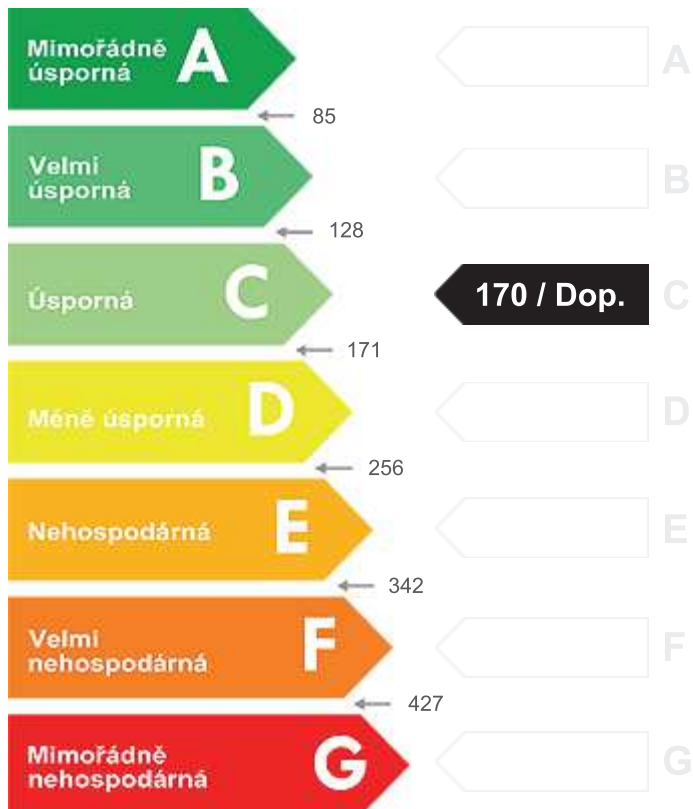 Mimořádně
úsporná
A
A
85
Velmi
úsporná
B
B
128
Úsporná
C
170 / Dop.
C
171
Méně úsporná
D
D
256
Nehospodárná
E
E
342
Velmi
nehospodárná
F
F
427
Mimořádně
nehospodárná
G
G